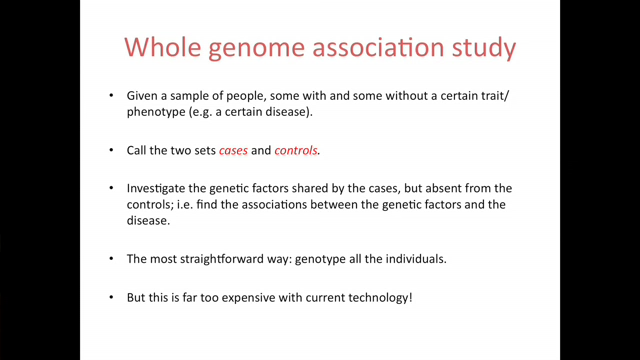 Whole genome association study
• Given a sample of people, some with and some without a certain trait/
phenotype (e.g. a certain disease).
• Call the two sets cases and controls.
• Investigate the genetic factors shared by the cases, but absent from the
controls; i.e. find the associations between the genetic factors and the
disease.
• The most straightforward way: genotype all the individuals.
• But this is far too expensive with current technology!